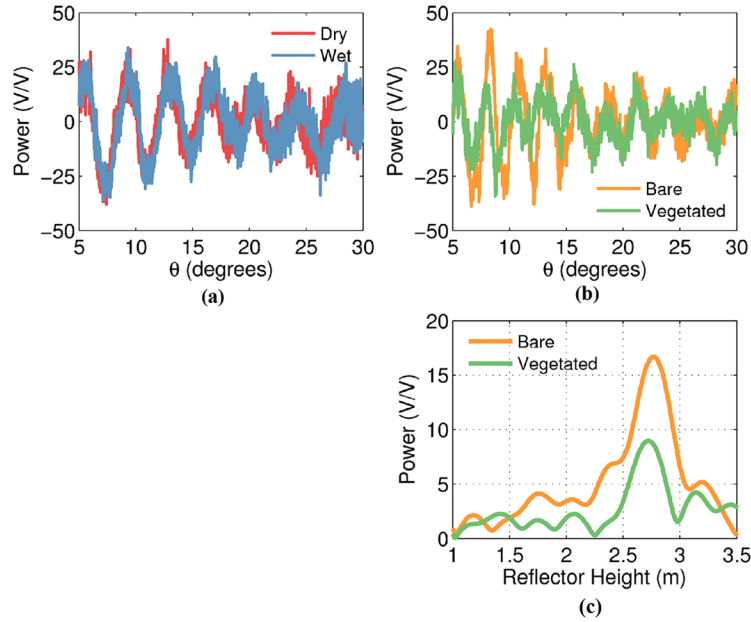 50
25
0
−25
−50
Power (V/V)
Dry
Wet
5 10 15 20 25 30
θ (degrees)
(a)
50
25
0
−25
−50
Power (V/V)
Bare
Vegetated
5 10 15 20 25 30
θ (degrees)
(b)
20
15
10
5
0
Power (V/V)
Bare
Vegetated
1 1.5 2 2.5 3 3.5
Reflector Height (m)
(c)